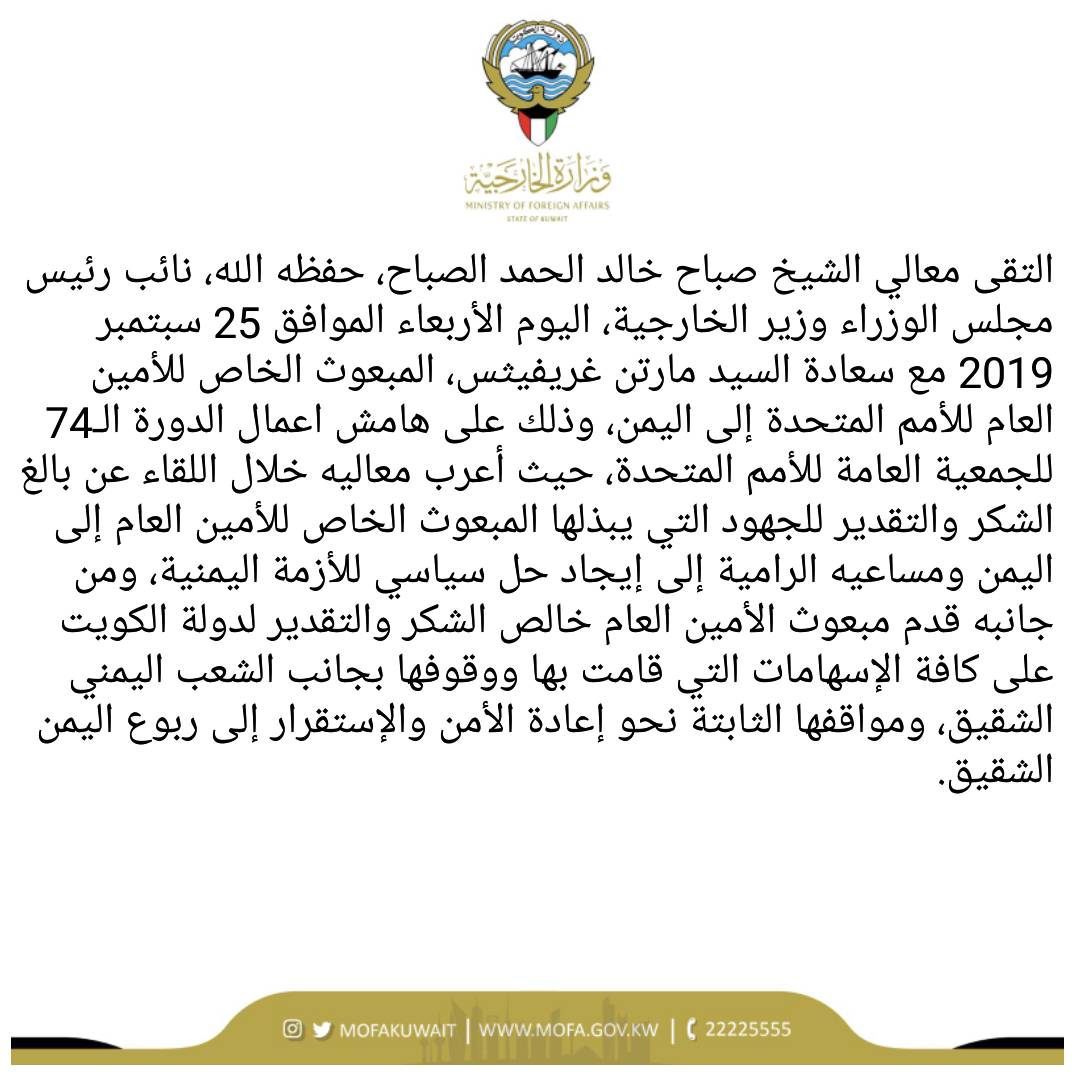 دولة الكويت
وزارة الخارجية
MINISTRY OF FOREIGN AFFAIRS
STATE OF KUWAIT
التقى معالي الشيخ صباح خالد الحمد الصباح، حفظه الله، نائب رئيس
مجلس الوزراء وزير الخارجية، اليوم الأربعاء الموافق 25 سبتمبر
2019 مع سعادة السيد مارتن غريفيثس، المبعوث الخاص للأمين
العام للأمم المتحدة إلى اليمن، وذلك على هامش اعمال الدورة الـ74
للجمعية العامة للأمم المتحدة، حيث أعرب معاليه خلال اللقاء عن بالغ
الشكر والتقدير للجهود التي يبذلها المبعوث الخاص للأمين العام إلى
اليمن ومساعيه الرامية إلى إيجاد حل سياسي للأزمة اليمنية، ومن
جانبه قدم مبعوث الأمين العام خالص الشكر والتقدير لدولة الكويت
على كافة الإسهامات التي قامت بها ووقوفها بجانب الشعب اليمني
الشقيق، ومواقفها الثابتة نحو إعادة الأمن والإستقرار إلى ربوع اليمن
الشقيق.
MOFAKUWAIT | WWW.MOFA.GOV.KW | 22225555